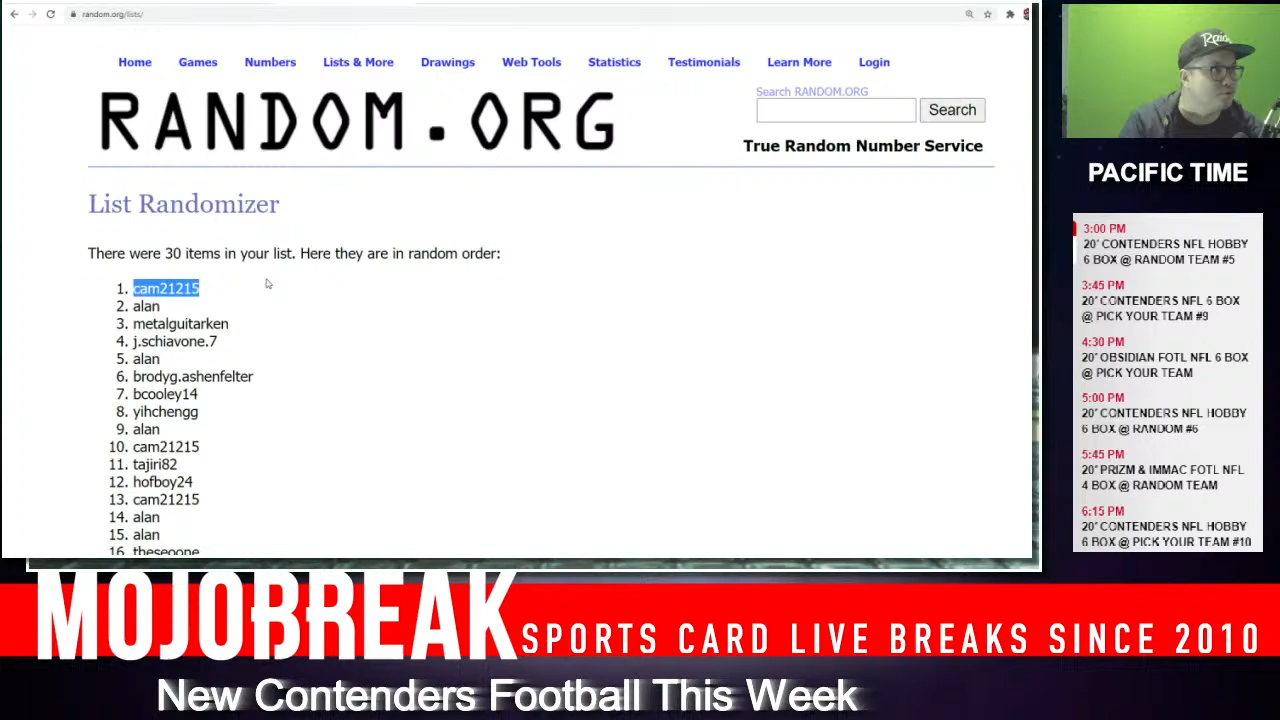 random.org/lists/
Home Games Numbers Lists & More Drawings Web Tools Statistics Testimonials Learn More Login
RANDOM.ORG
Search RANDOM.ORG
Search
True Random Number Service
List Randomizer
There were 30 items in your list. Here they are in random order:
1. cam21215
2. alan
3. metalguitarken
4. j.schiavone.7
5. alan
6. brodyg.ashenfelter
7. bcooley14
8. yihchengg
9. alan
10. cam21215
11. tajiri82
12. hofboy24
13. cam21215
14. alan
15. alan
16. theseoone
PACIFIC TIME
3:00 PM
20' CONTENDERS NFL HOBBY
6 BOX @ RANDOM TEAM #5
3:45 PM
20' CONTENDERS NFL 6 BOX
@ PICK YOUR TEAM #9
4:30 PM
20' OBSIDIAN FOTL NFL 6 BOX
@ PICK YOUR TEAM
5:00 PM
20' CONTENDERS NFL HOBBY
6 BOX @ RANDOM #6
5:45 PM
20' PRIZM & IMMAC FOTL NFL
4 BOX @ RANDOM TEAM
6:15 PM
20' CONTENDERS NFL HOBBY
6 BOX @ PICK YOUR TEAM #10
MOJOBREAK
SPORTS CARD LIVE BREAKS SINCE 2010
New Contenders Football This Week